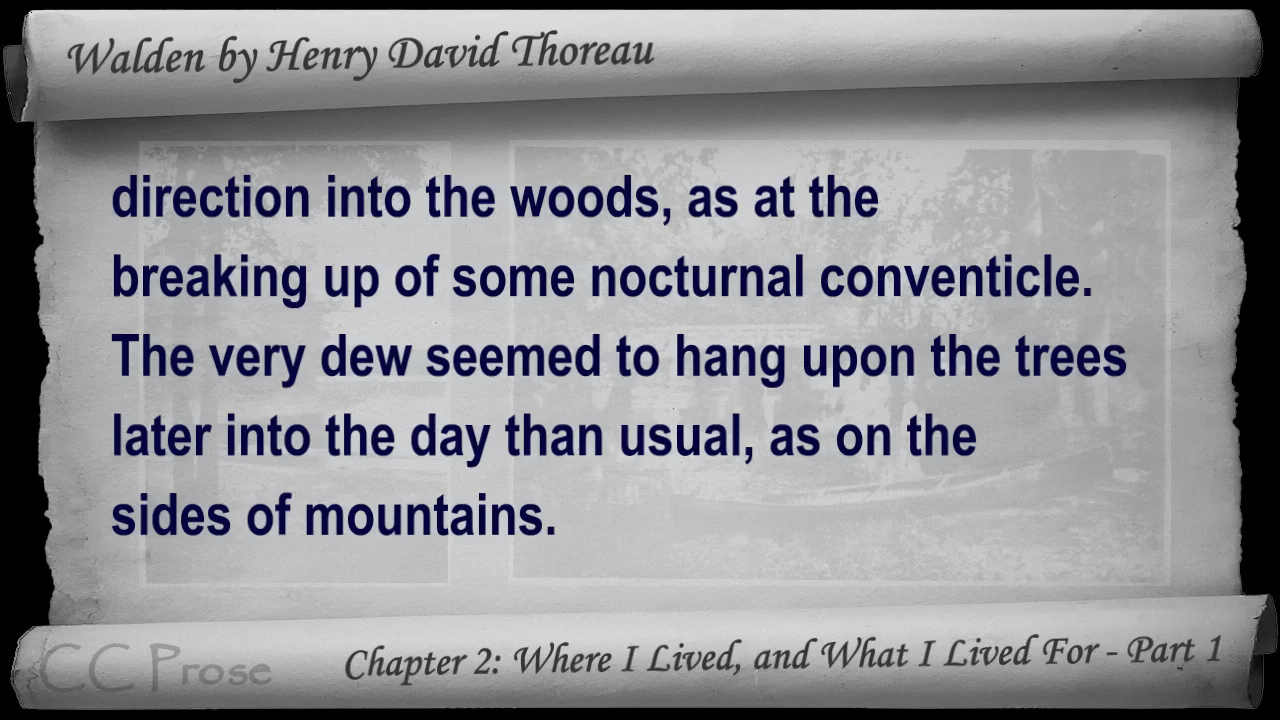 Walden by Henry David Thoreau
direction into the woods, as at the
breaking up of some nocturnal conventicle.
The very dew seemed to hang upon the trees
later into the day than usual, as on the
sides of mountains.
CC Prose
Chapter 2: Where I Lived, and What I Lived For - Part 1